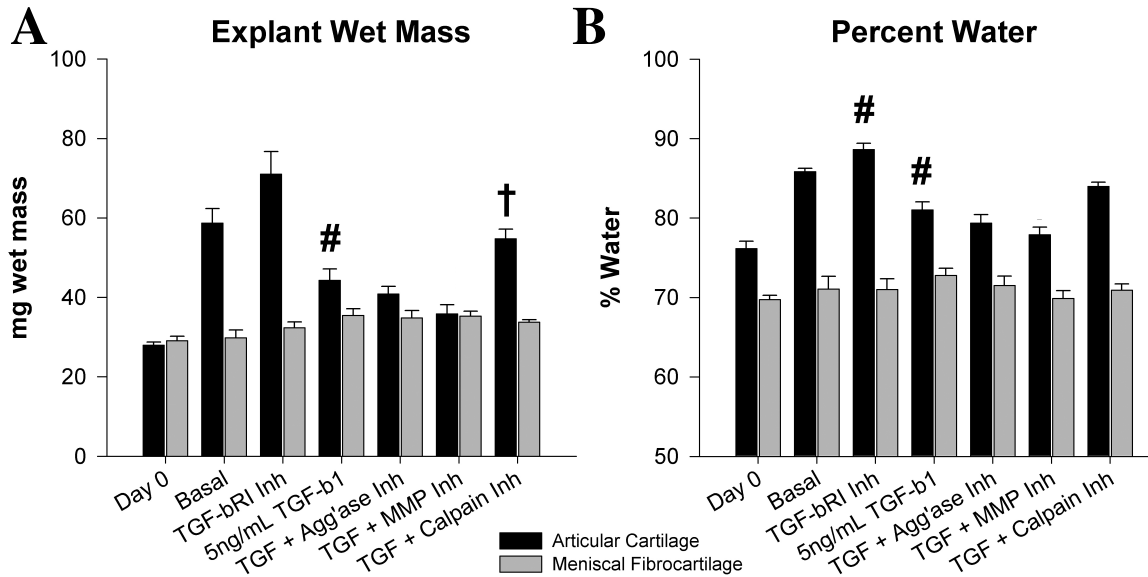 A Explant Wet Mass
mg wet mass
100
80
60
40
20
0
#
†
Day 0
Basal
TGF-bRI Inh
5ng/mL TGF-b1
TGF + Agg'ase Inh
TGF + MMP Inh
TGF + Calpain Inh
B Percent Water
% Water
100
90
80
70
60
50
#
#
Day 0
Basal
TGF-bRI Inh
5ng/mL TGF-b1
TGF + Agg'ase Inh
TGF + MMP Inh
TGF + Calpain Inh
Articular Cartilage
Meniscal Fibrocartilage